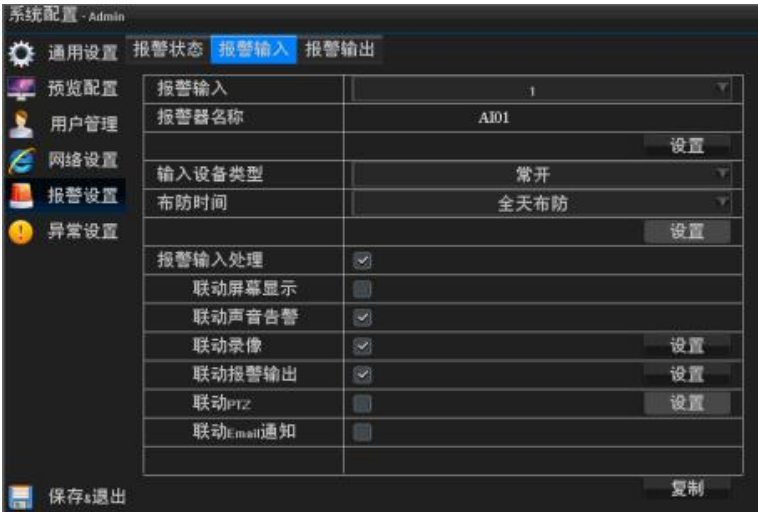 系统配置 - Admin
通用设置
预览配置
用户管理
网络设置
报警设置
异常设置
保存&退出
报警状态 报警输入 报警输出
报警输入 1
报警器名称 AI01
设置
输入设备类型 常开
布防时间 全天布防
设置
报警输入处理
联动屏幕显示
联动声音告警
联动录像 设置
联动报警输出 设置
联动PTZ 设置
联动Email通知
复制